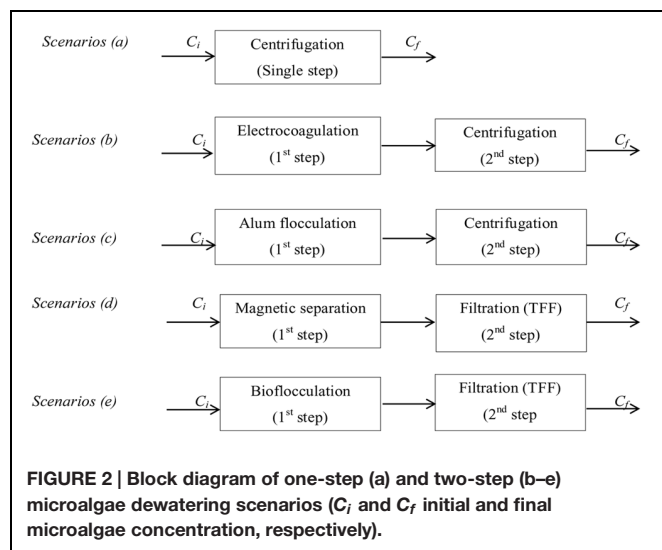 Scenarios (a) Ci Cf
Centrifugation
(Single step)
Scenarios (b) Ci Cf
Electrocoagulation Centrifugation
(1st step) (2nd step)
Scenarios (c) Ci Cf
Alum flocculation Centrifugation
(1st step) (2nd step)
Scenarios (d) Ci Cf
Magnetic separation Filtration (TFF)
(1st step) (2nd step)
Scenarios (e) Ci Cf
Bioflocculation Filtration (TFF)
(1st step) (2nd step
FIGURE 2 | Block diagram of one-step (a) and two-step (b–e)
microalgae dewatering scenarios (Ci and Cf initial and final
microalgae concentration, respectively).